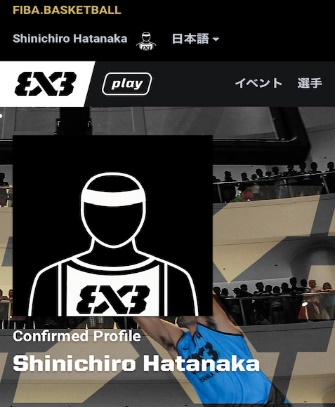 FIBA.BASKETBALL
Shinichiro Hatanaka 日本語
3X3 play イベント 選手
3X3
Confirmed Profile
Shinichiro Hatanaka
3X3